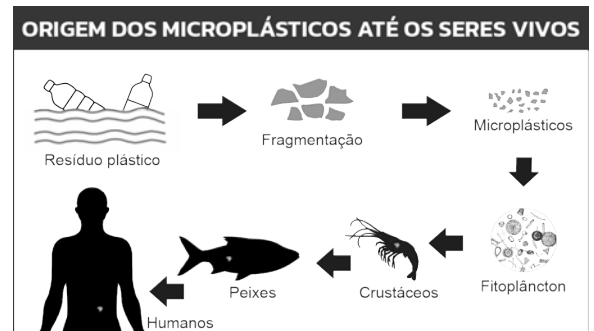 ORIGEM DOS MICROPLÁSTICOS ATÉ OS SERES VIVOS
Resíduo plástico
Fragmentação
Microplásticos
Fitoplâncton
Crustáceos
Peixes
Humanos